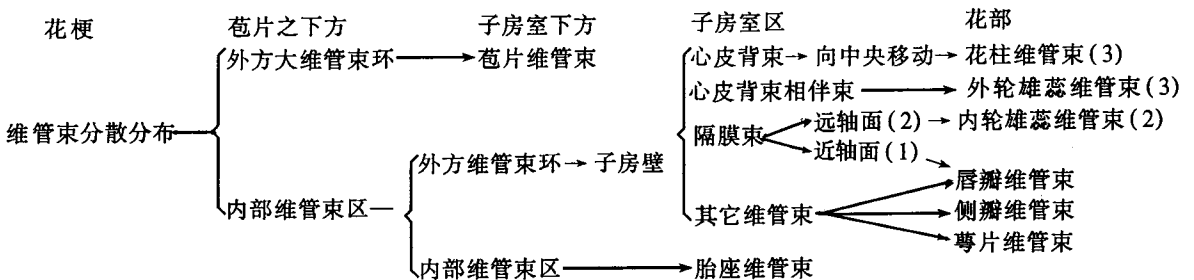 花梗 苞片之下方 子房室下方 子房室区 花部
外方大维管束环 → 苞片维管束 心皮背束 → 向中央移动 → 花柱维管束(3)
心皮背束相伴束 → 外轮雄蕊维管束(3)
维管束分散分布 隔膜束 远轴面(2) → 内轮雄蕊维管束(2)
近轴面(1)
外方维管束环 → 子房壁
唇瓣维管束
内部维管束区 其它维管束 侧瓣维管束
萼片维管束
内部维管束区 → 胎座维管束